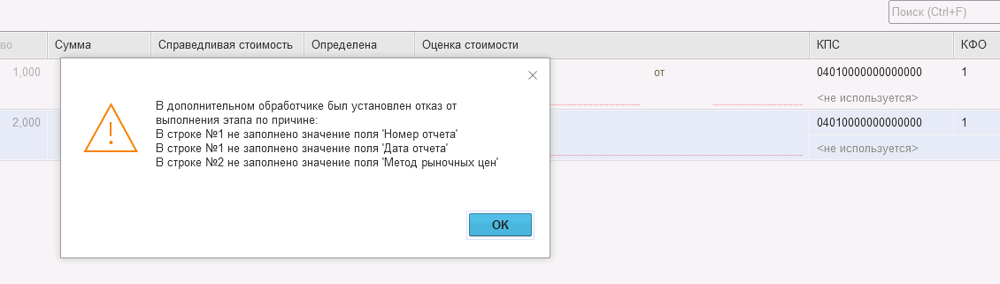 Поиск (Ctrl+F)
во Сумма Справедливая стоимость Определена Оценка стоимости КПС КФО
1,000 от 04010000000000000 1
<не используется>
2,000 04010000000000000 1
<не используется>
В дополнительном обработчике был установлен отказ от
выполнения этапа по причине:
В строке №1 не заполнено значение поля 'Номер отчета'
В строке №1 не заполнено значение поля 'Дата отчета'
В строке №2 не заполнено значение поля 'Метод рыночных цен'
ОК